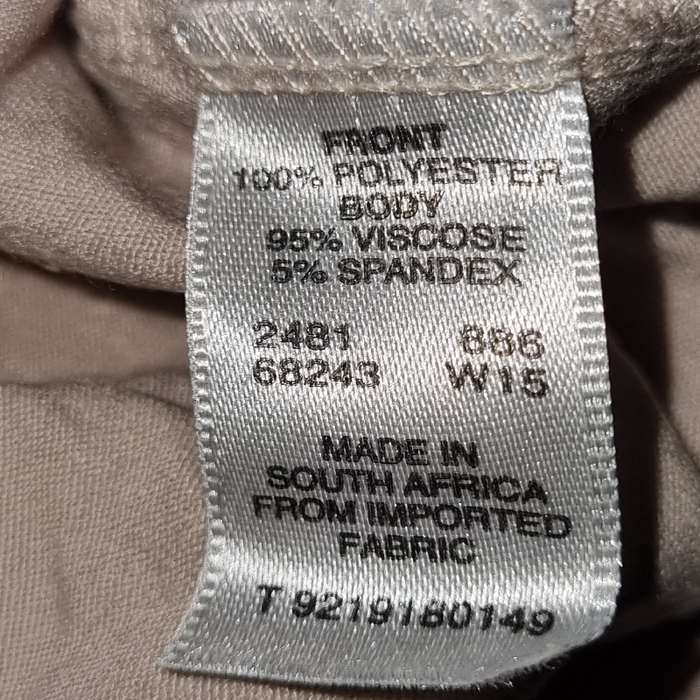 FRONT
100% POLYESTER
BODY
95% VISCOSE
5% SPANDEX
2481 886
68243 W15
MADE IN
SOUTH AFRICA
FROM IMPORTED
FABRIC
T 9219180149